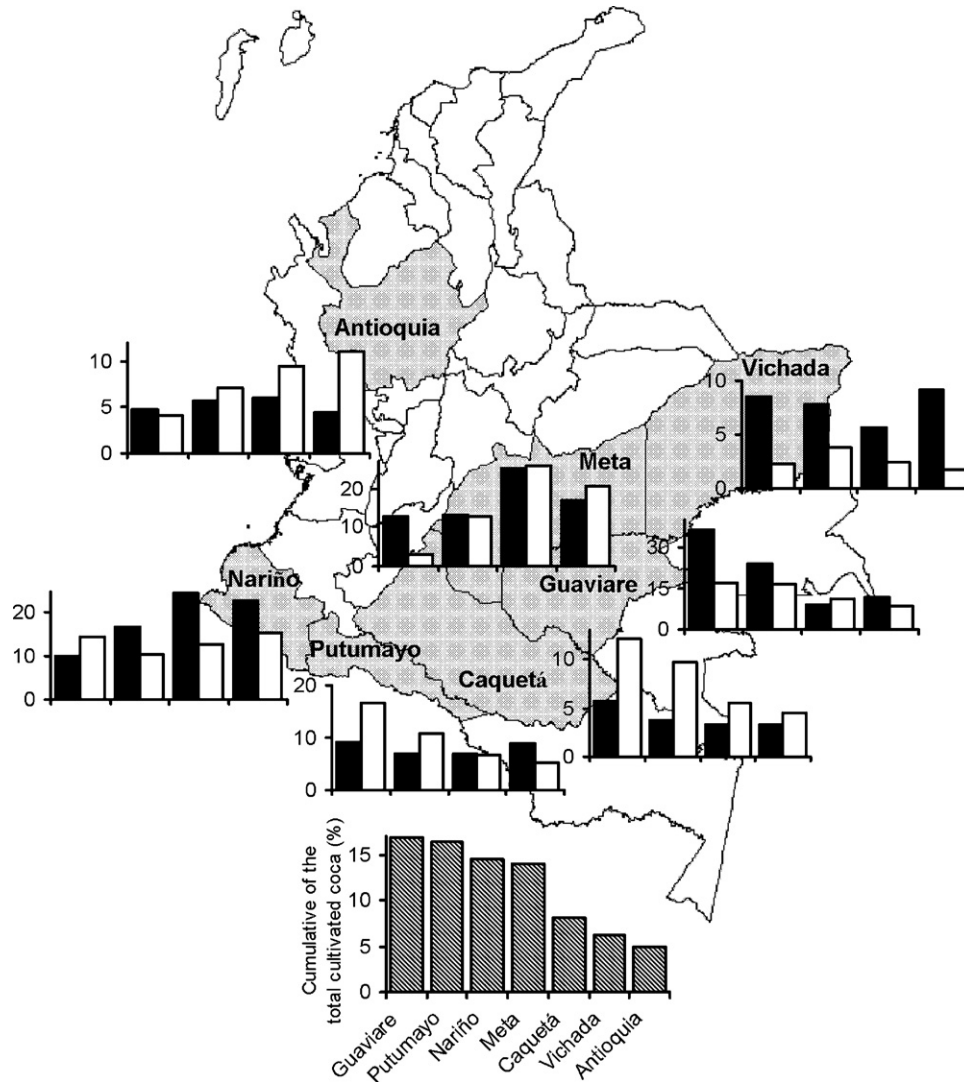 Antioquia
10
5
0
Vichada
10
5
0
Meta
20
10
0
Guaviare
30
15
0
Nariño
20
10
0
Putumayo
20
10
0
Caquetá
10
5
0
Cumulative of the
total cultivated coca (%)
15
10
5
0
Guaviare
Putumayo
Nariño
Meta
Caquetá
Vichada
Antioquia